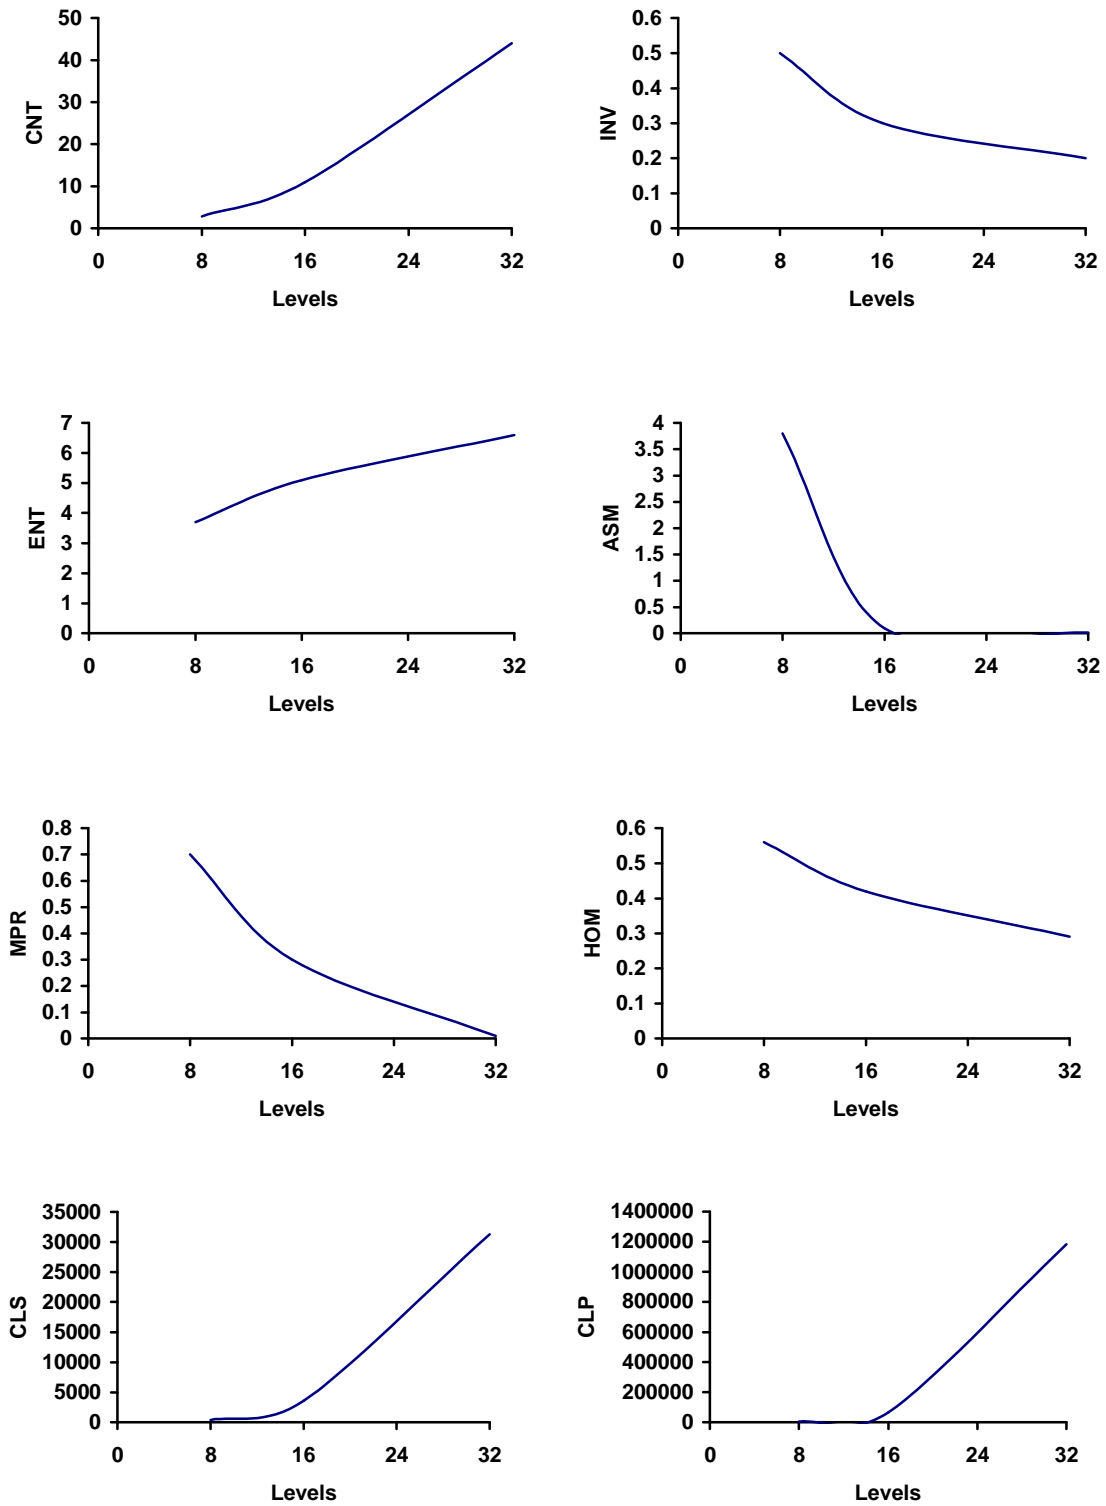 50
40
30
20
10
0
CNT
0 8 16 24 32
Levels
0.6
0.5
0.4
0.3
0.2
0.1
0
INV
0 8 16 24 32
Levels
7
6
5
4
3
2
1
0
ENT
0 8 16 24 32
Levels
4
3.5
3
2.5
2
1.5
1
0.5
0
ASM
0 8 16 24 32
Levels
0.8
0.7
0.6
0.5
0.4
0.3
0.2
0.1
0
MPR
0 8 16 24 32
Levels
0.6
0.5
0.4
0.3
0.2
0.1
0
HOM
0 8 16 24 32
Levels
35000
30000
25000
20000
15000
10000
5000
0
CLS
0 8 16 24 32
Levels
1400000
1200000
1000000
800000
600000
400000
200000
0
CLP
0 8 16 24 32
Levels